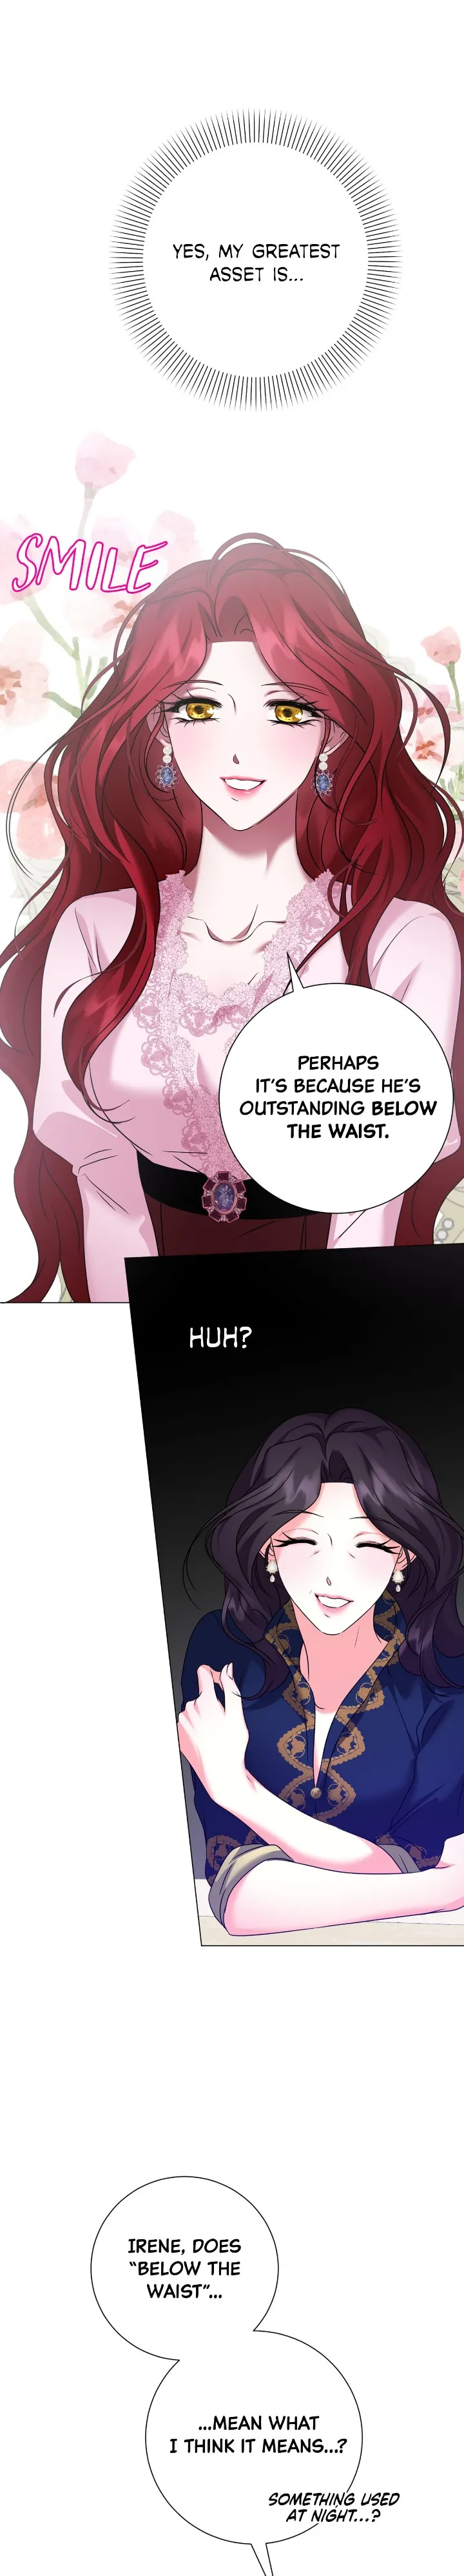 YES, MY GREATEST
ASSET IS...
SMILE
PERHAPS
IT'S BECAUSE HE'S
OUTSTANDING BELOW
THE WAIST.
HUH?
IRENE, DOES
"BELOW THE
WAIST"...
...MEAN WHAT
I THINK IT MEANS...?
SOMETHING USED
AT NIGHT...?